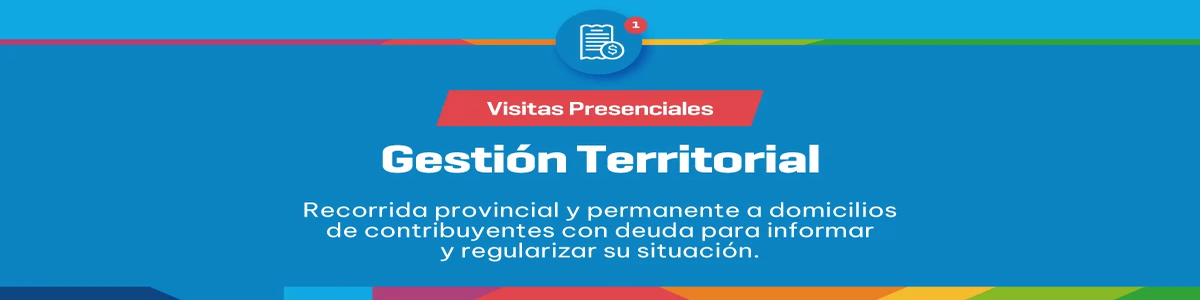 1
$
Visitas Presenciales
Gestión Territorial
Recorrida provincial y permanente a domicilios
de contribuyentes con deuda para informar
y regularizar su situación.